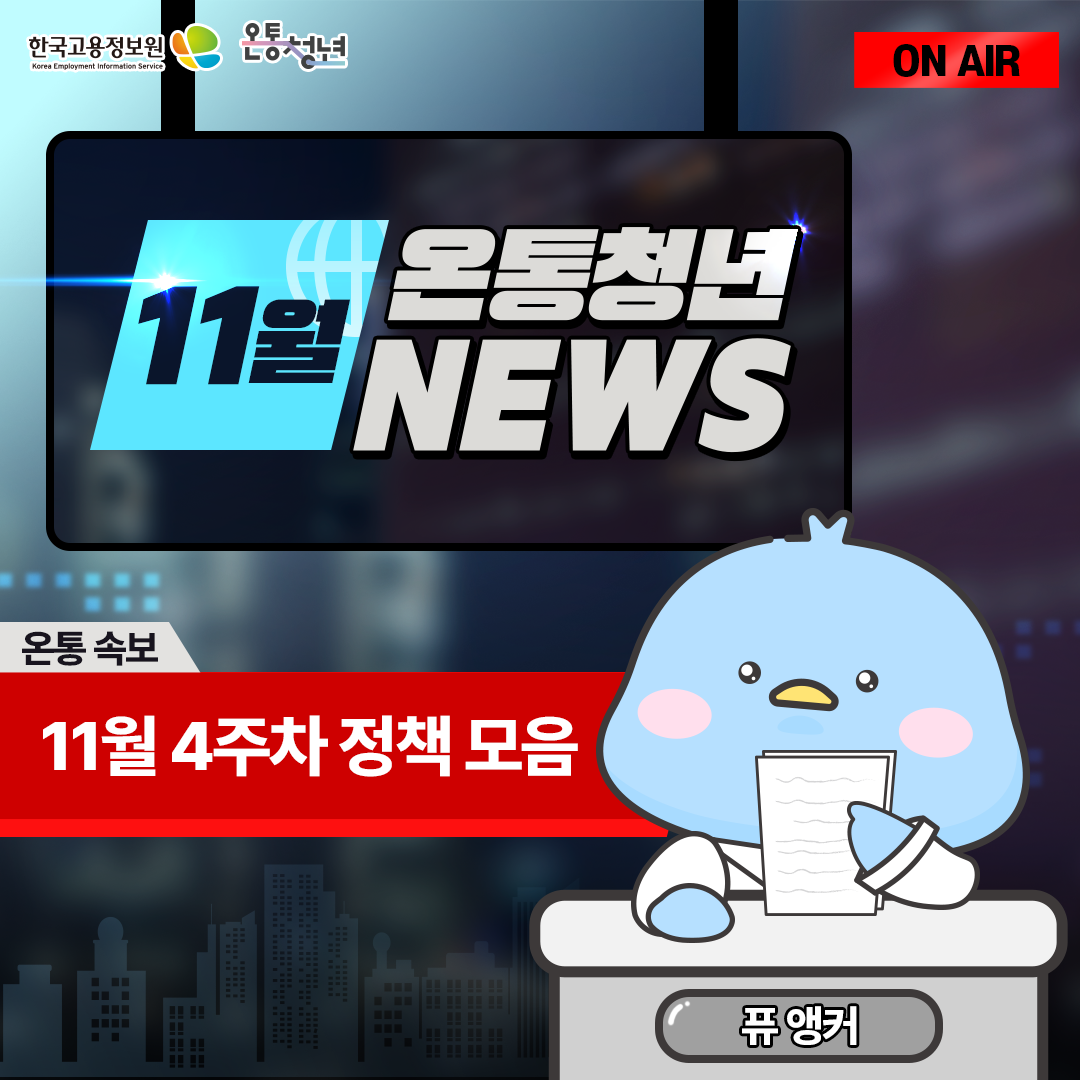 한국고용정보원
Korea Employment Information Service
온통청년
ON AIR
11월
온통청년
NEWS
온통 속보
11월 4주차 정책 모음
퓨 앵커